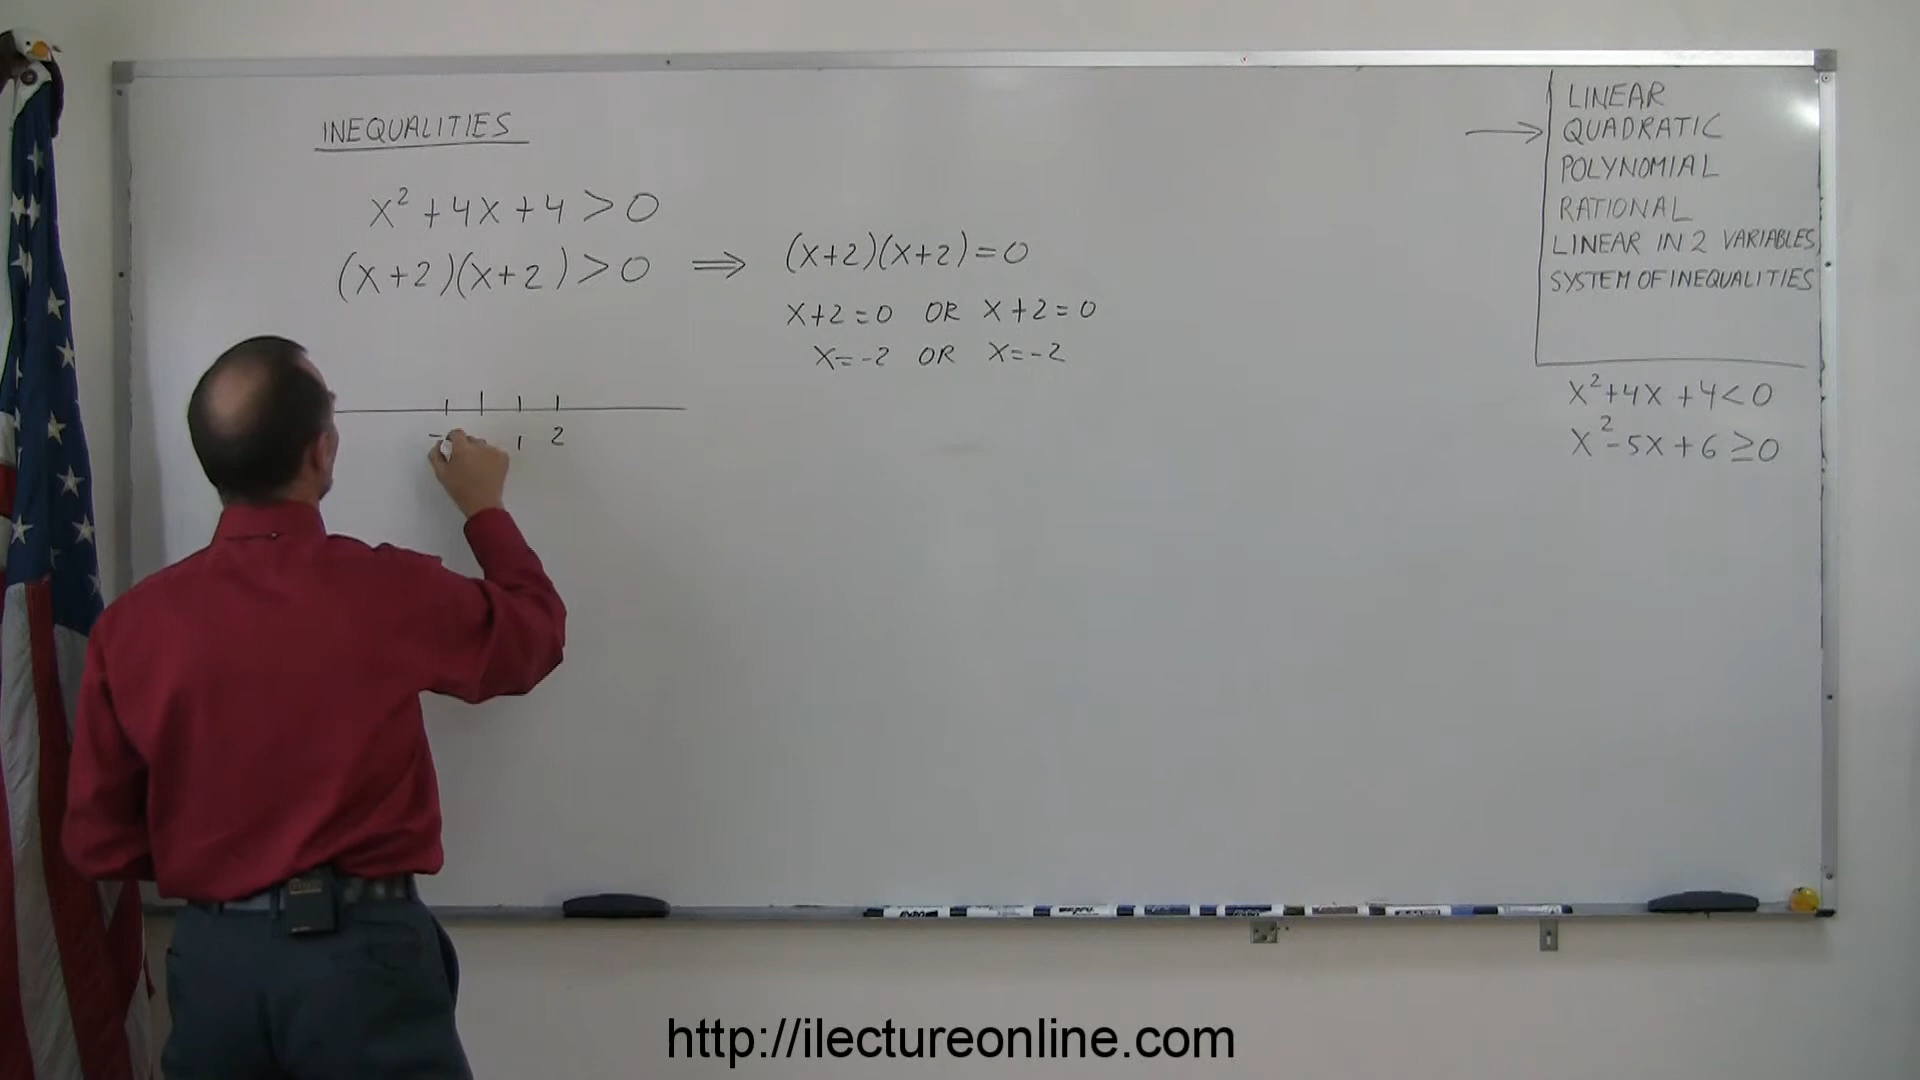 INEQUALITIES
x² + 4x + 4 > 0
(x+2)(x+2) > 0 ⟹ (x+2)(x+2) = 0
x+2=0 OR x+2=0
x=-2 OR x=-2
- 1 2
LINEAR
QUADRATIC
POLYNOMIAL
RATIONAL
LINEAR IN 2 VARIABLES
SYSTEM OF INEQUALITIES
x²+4x+4<0
x²-5x+6≥0
EXPO
http://ilectureonline.com